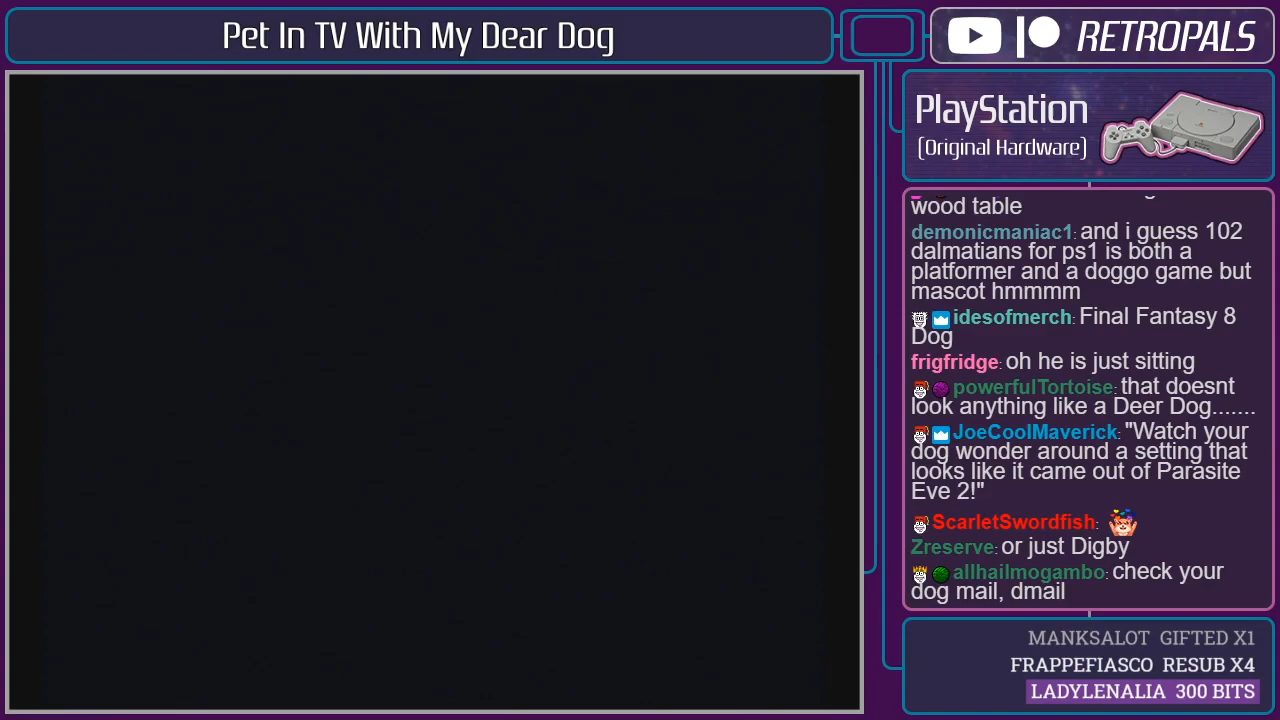 Pet In TV With My Dear Dog
RETROPALS
PlayStation
(Original Hardware)
wood table
demonicmaniac1: and i guess 102
dalmatians for ps1 is both a
platformer and a doggo game but
mascot hmmmm
idesofmerch: Final Fantasy 8
Dog
frigfridge: oh he is just sitting
powerfulTortoise: that doesnt
look anything like a Deer Dog.......
JoeCoolMaverick: "Watch your
dog wonder around a setting that
looks like it came out of Parasite
Eve 2!"
ScarletSwordfish:
Zreserve: or just Digby
allhailmogambo: check your
dog mail, dmail
MANKSALOT GIFTED X1
FRAPPEFIASCO RESUB X4
LADYLENALIA 300 BITS